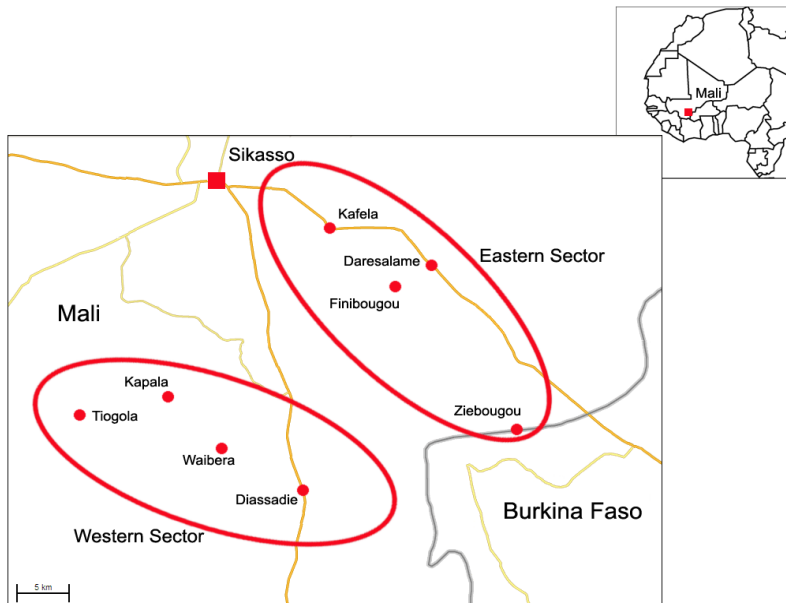 Mali
Sikasso
Kafela
Eastern Sector
Daresalame
Finibougou
Mali
Kapala
Tiogola
Ziebougou
Waibera
Diassadie
Burkina Faso
Western Sector
5 km